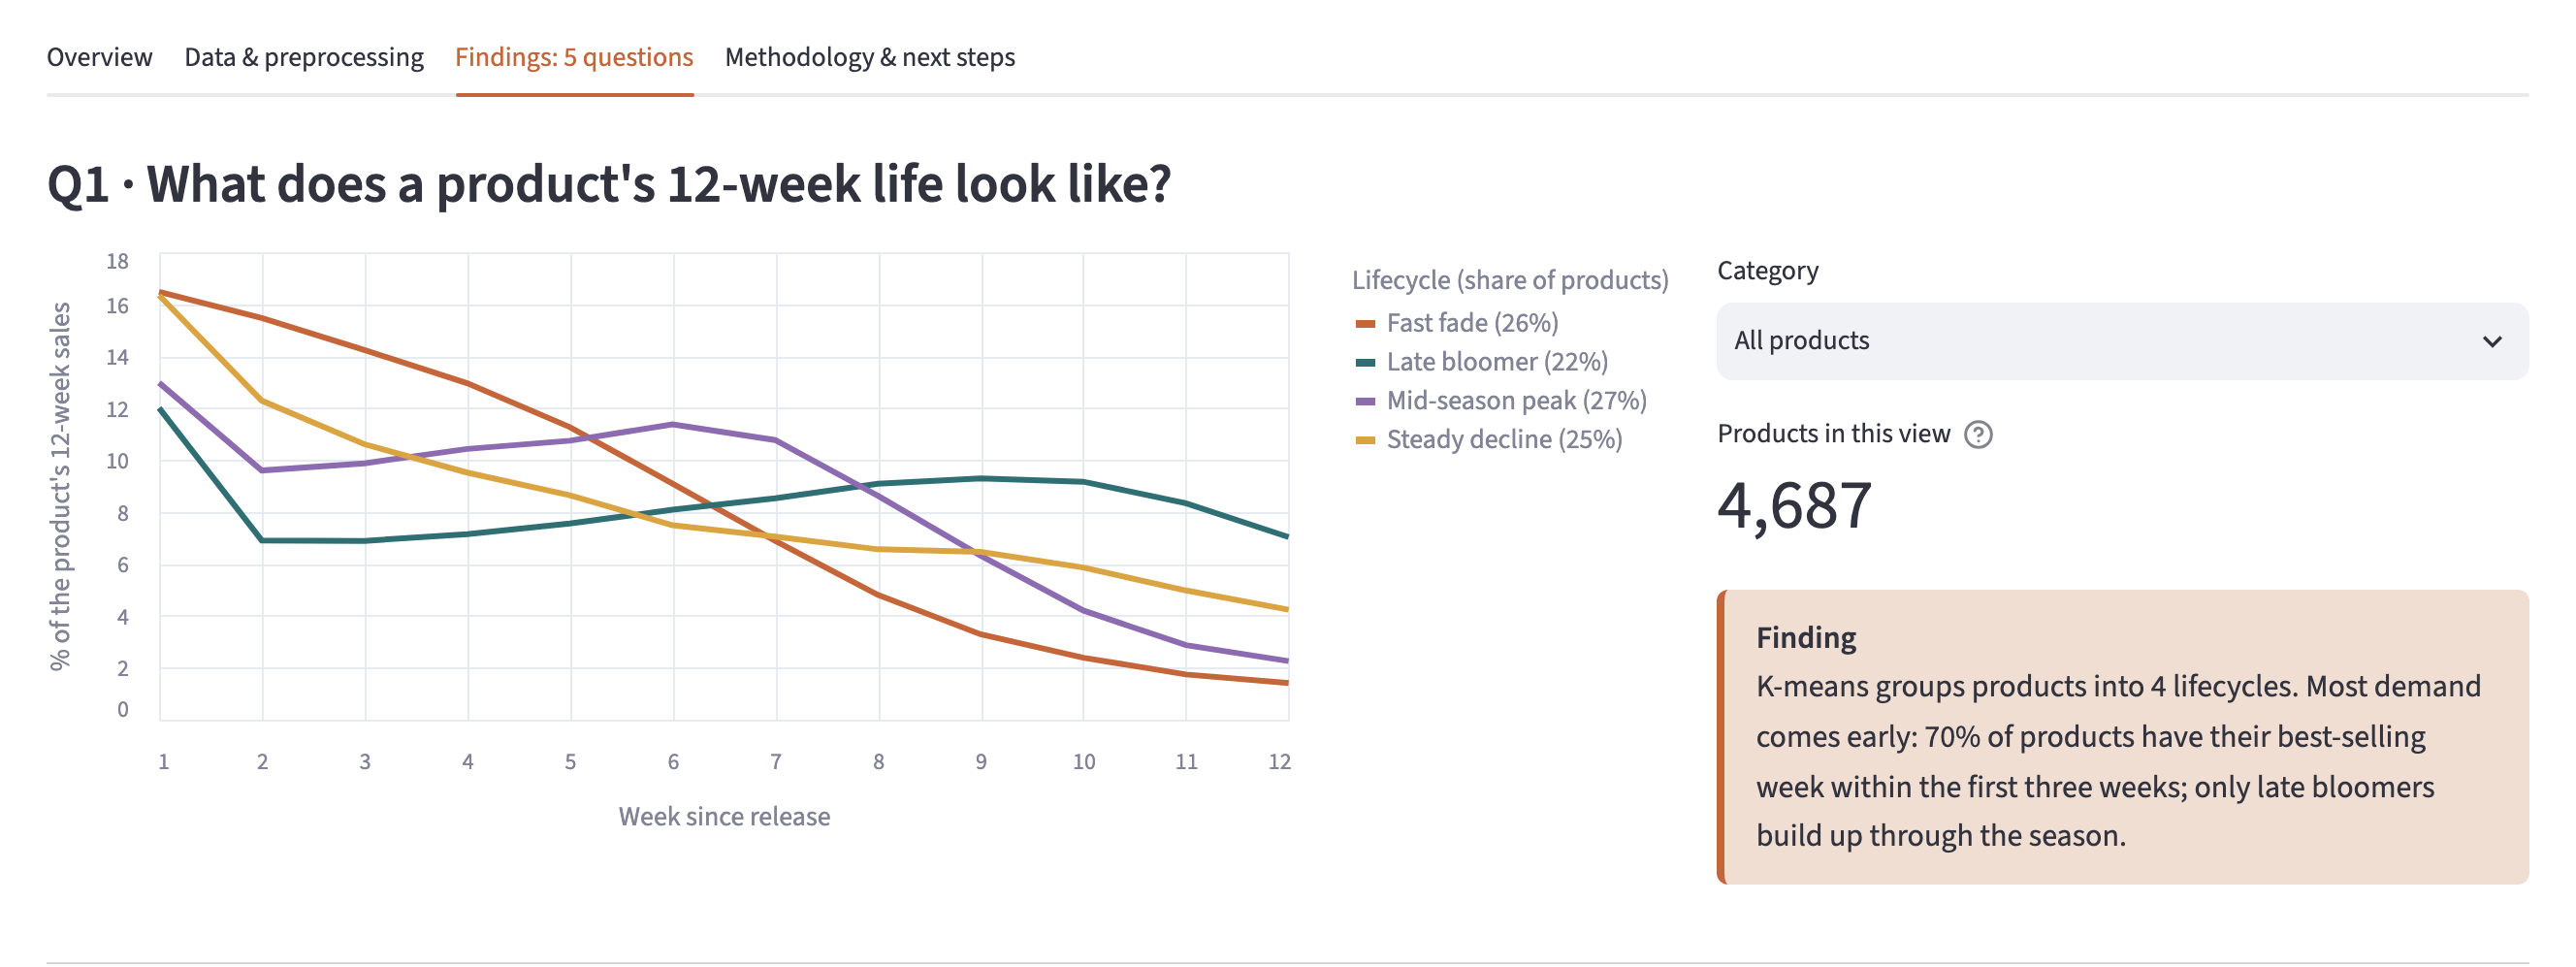 Overview Data & preprocessing Findings: 5 questions Methodology & next steps
Q1 · What does a product's 12-week life look like?
% of the product's 12-week sales
18
16
14
12
10
8
6
4
2
0
1 2 3 4 5 6 7 8 9 10 11 12
Week since release
Lifecycle (share of products)
Fast fade (26%)
Late bloomer (22%)
Mid-season peak (27%)
Steady decline (25%)
Category
All products
Products in this view ?
4,687
Finding
K-means groups products into 4 lifecycles. Most demand
comes early: 70% of products have their best-selling
week within the first three weeks; only late bloomers
build up through the season.